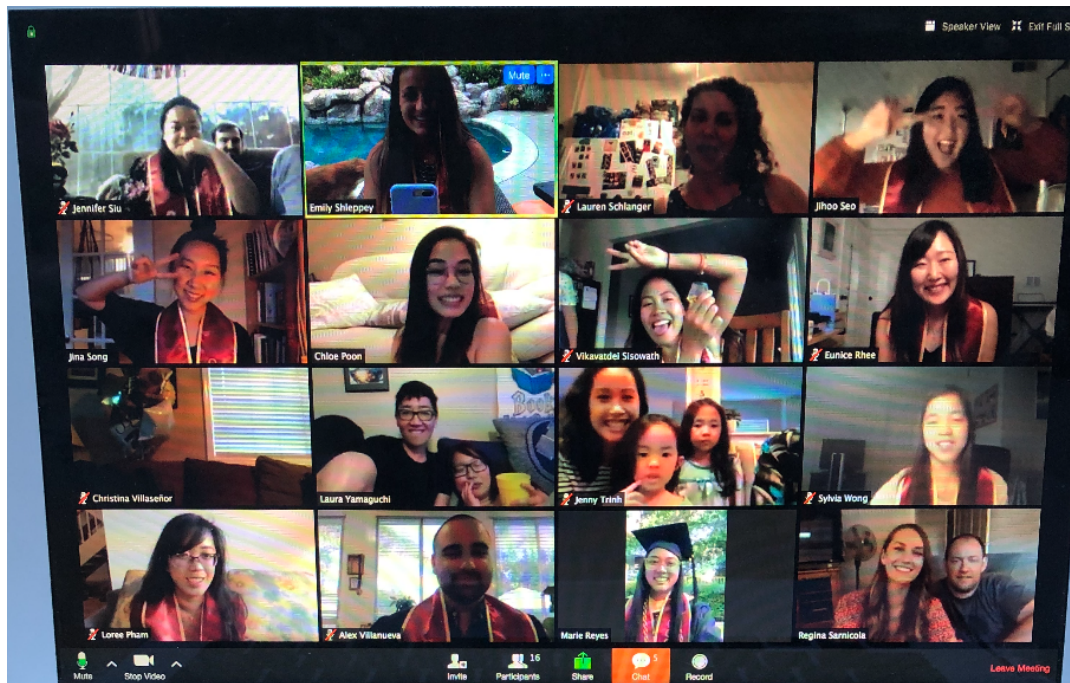 Speaker View Exit Full S
Mute ...
Jennifer Siu
Emily Shleppey
Lauren Schlanger
Jihoo Seo
Jina Song
Chloe Poon
Vikavatdei Sisowath
Eunice Rhee
Christina Villaseñor
Laura Yamaguchi
Jenny Trinh
Sylvia Wong
Loree Pham
Alex Villanueva
Marie Reyes
Regina Sarnicola
Mute
Stop Video
Invite
Participants 16
Share
Chat 5
Record
Leave Meeting